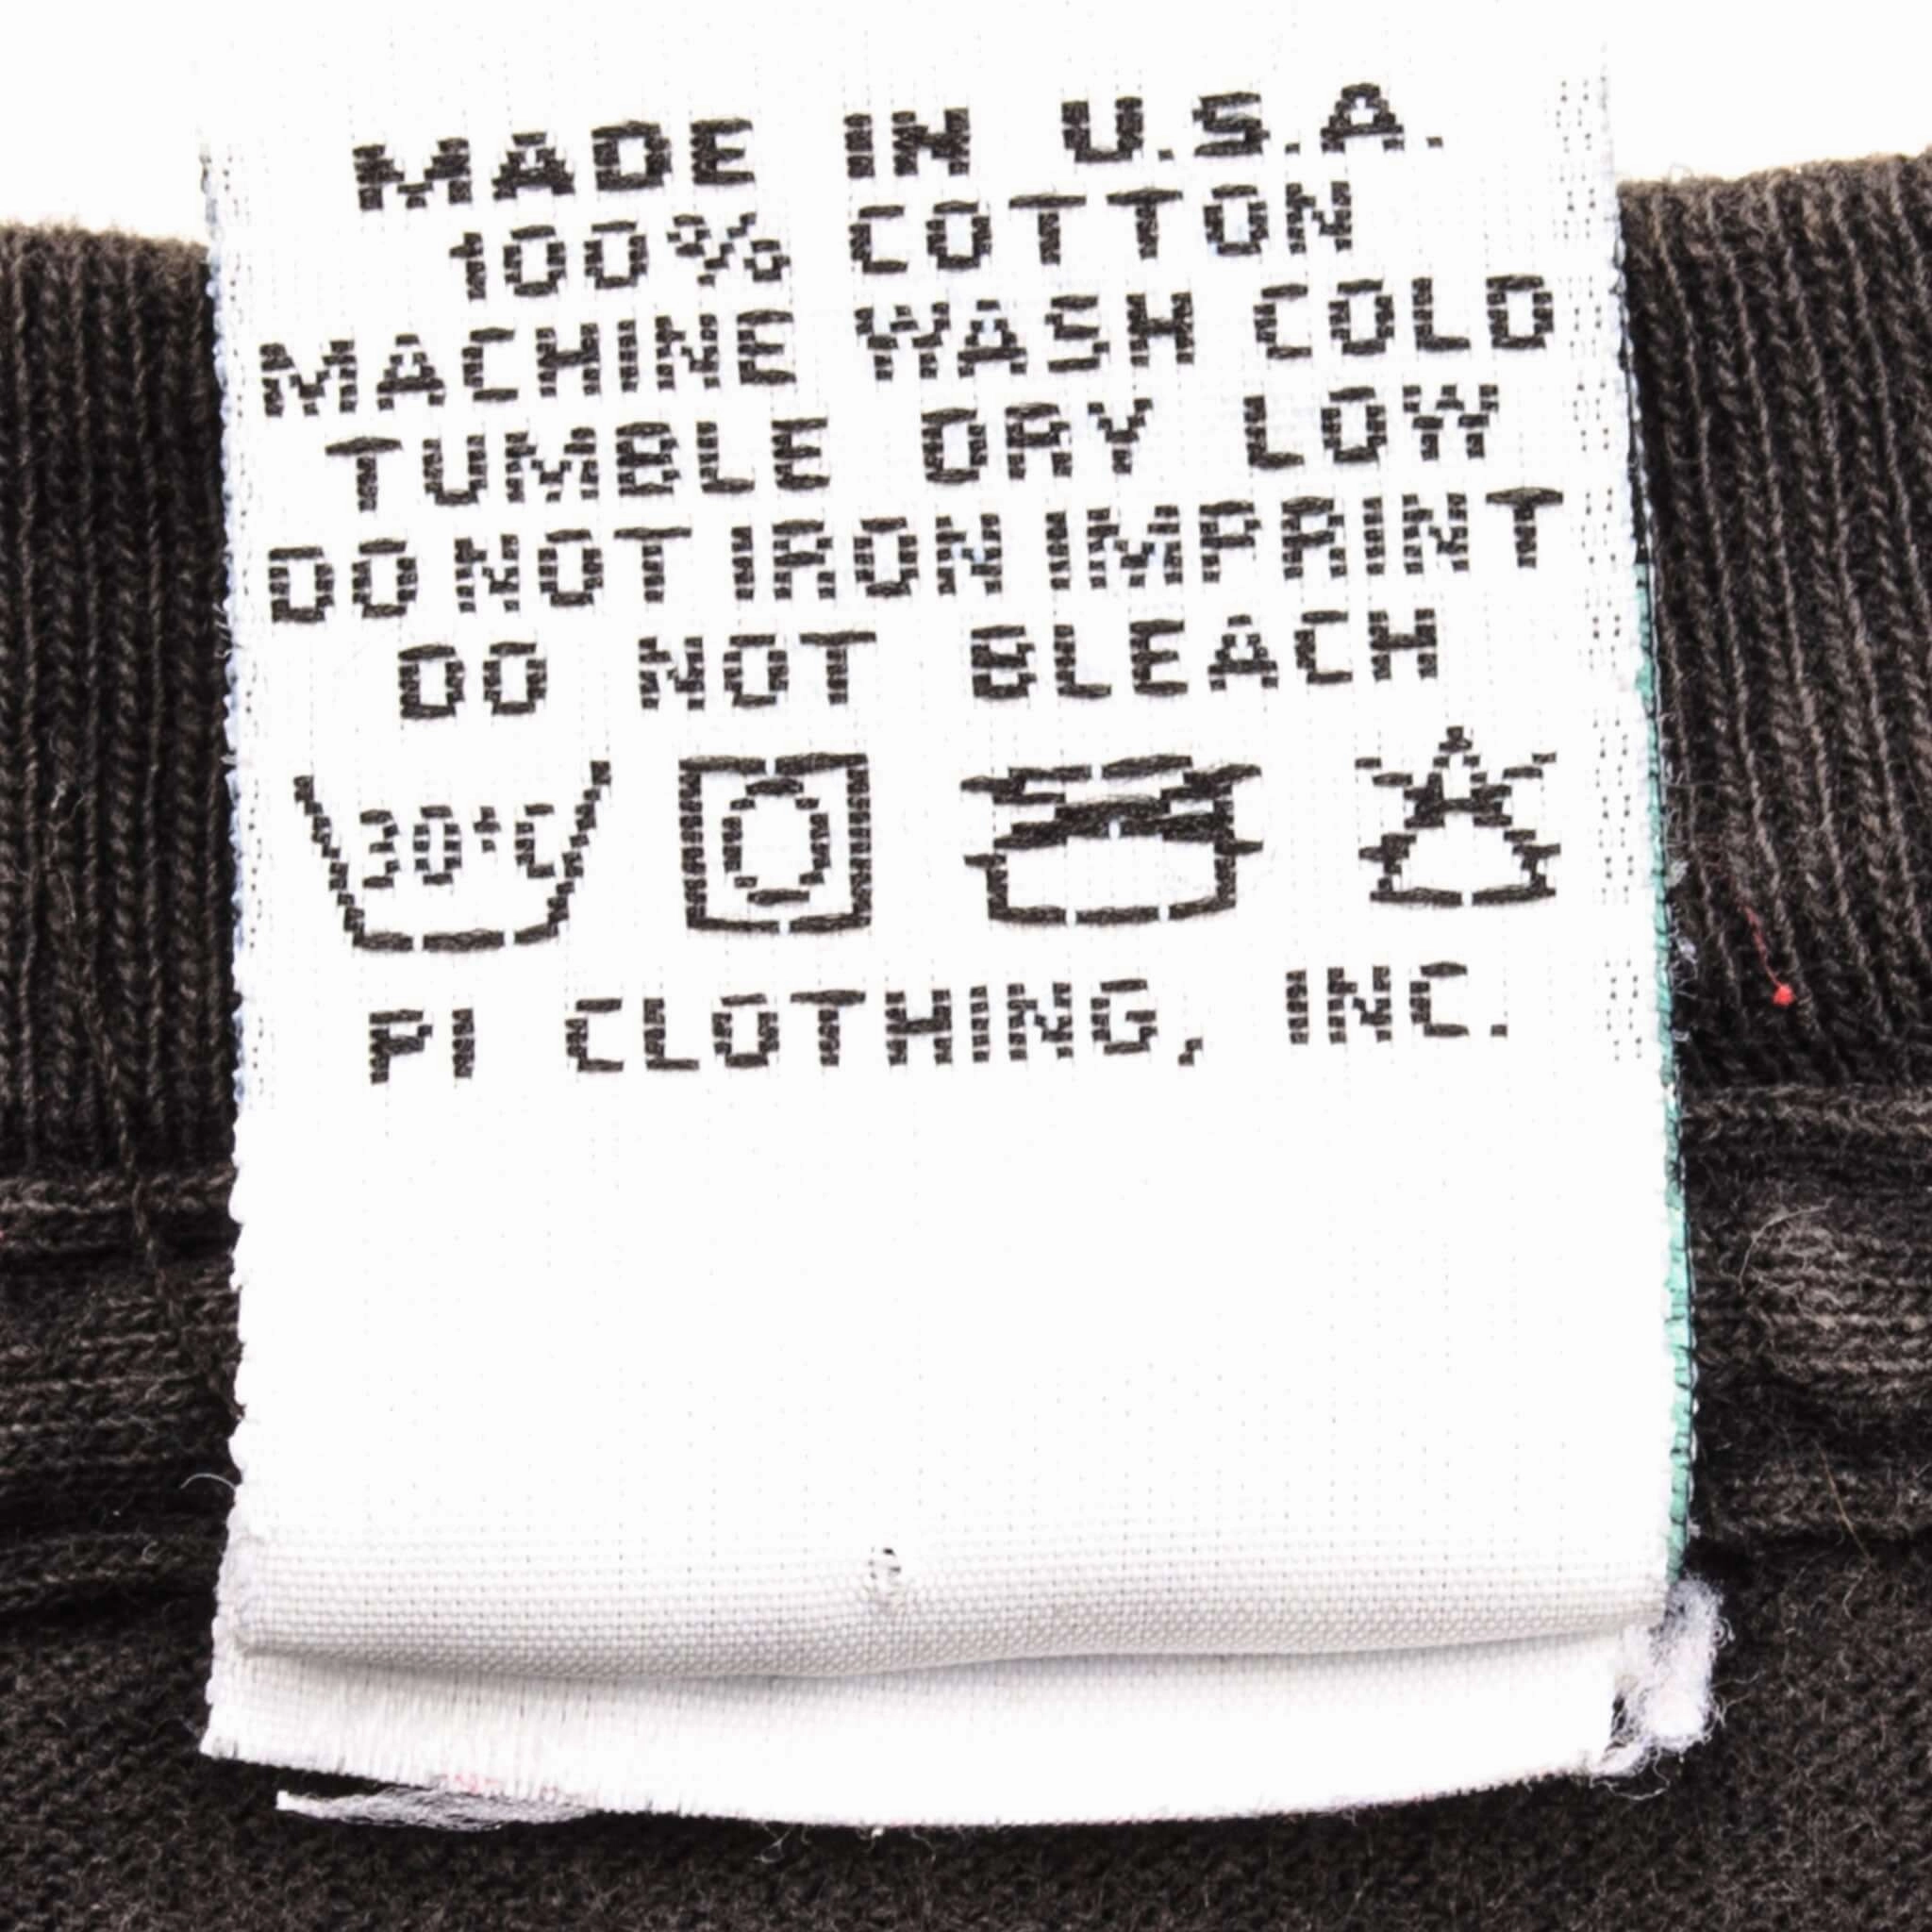 MADE IN U.S.A.
100% COTTON
MACHINE WASH COLD
TUMBLE DRY LOW
DO NOT IRON IMPRINT
DO NOT BLEACH
30°C
PI CLOTHING, INC.